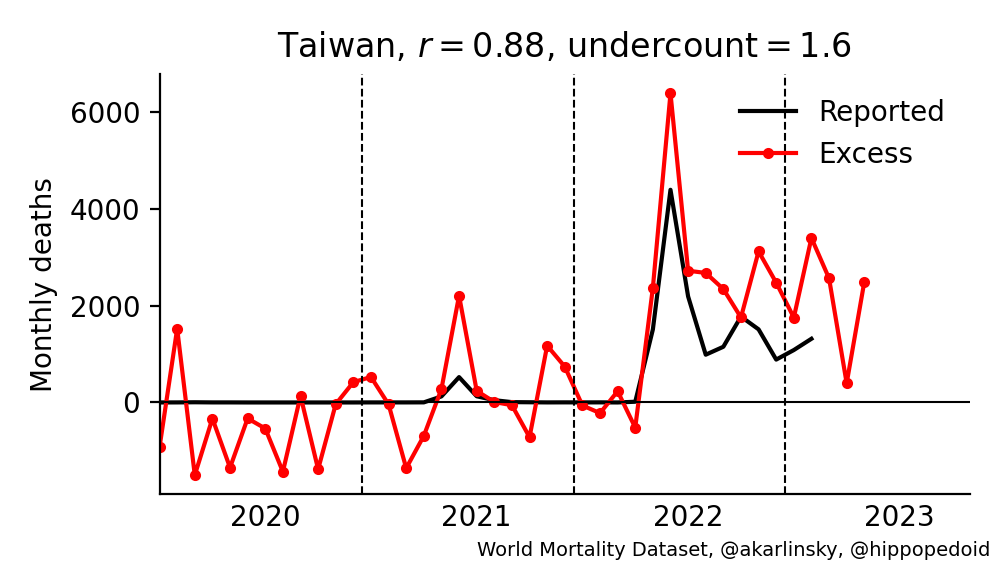 Taiwan, r = 0.88, undercount = 1.6
6000
4000
2000
0
Monthly deaths
Reported
Excess
2020 2021 2022 2023
World Mortality Dataset, @akarlinsky, @hippopedoid